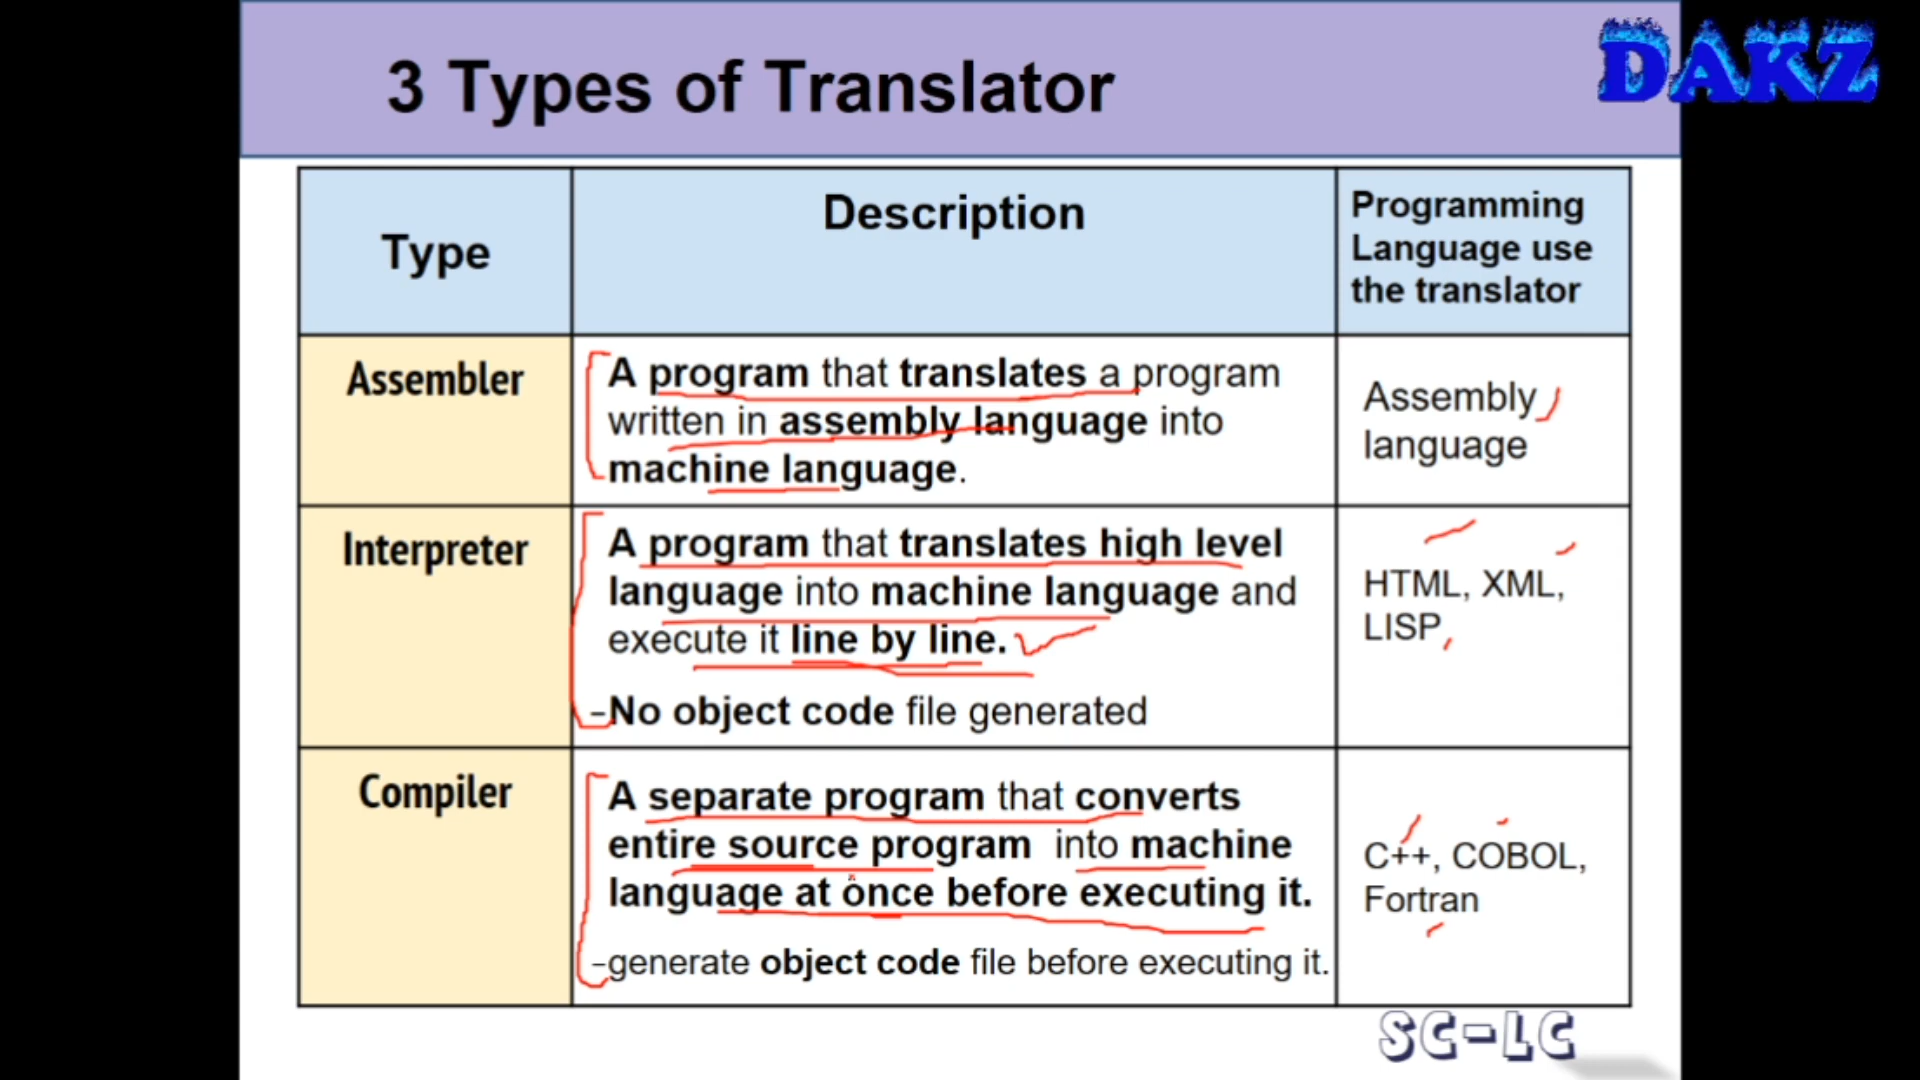 3 Types of Translator
DAKZ
Type
Description
Programming
Language use
the translator
Assembler
A program that translates a program
written in assembly language into
machine language.
Assembly
language
Interpreter
A program that translates high level
language into machine language and
execute it line by line.
-No object code file generated
HTML, XML,
LISP
Compiler
A separate program that converts
entire source program into machine
language at once before executing it.
-generate object code file before executing it.
C++, COBOL,
Fortran
SC-LC